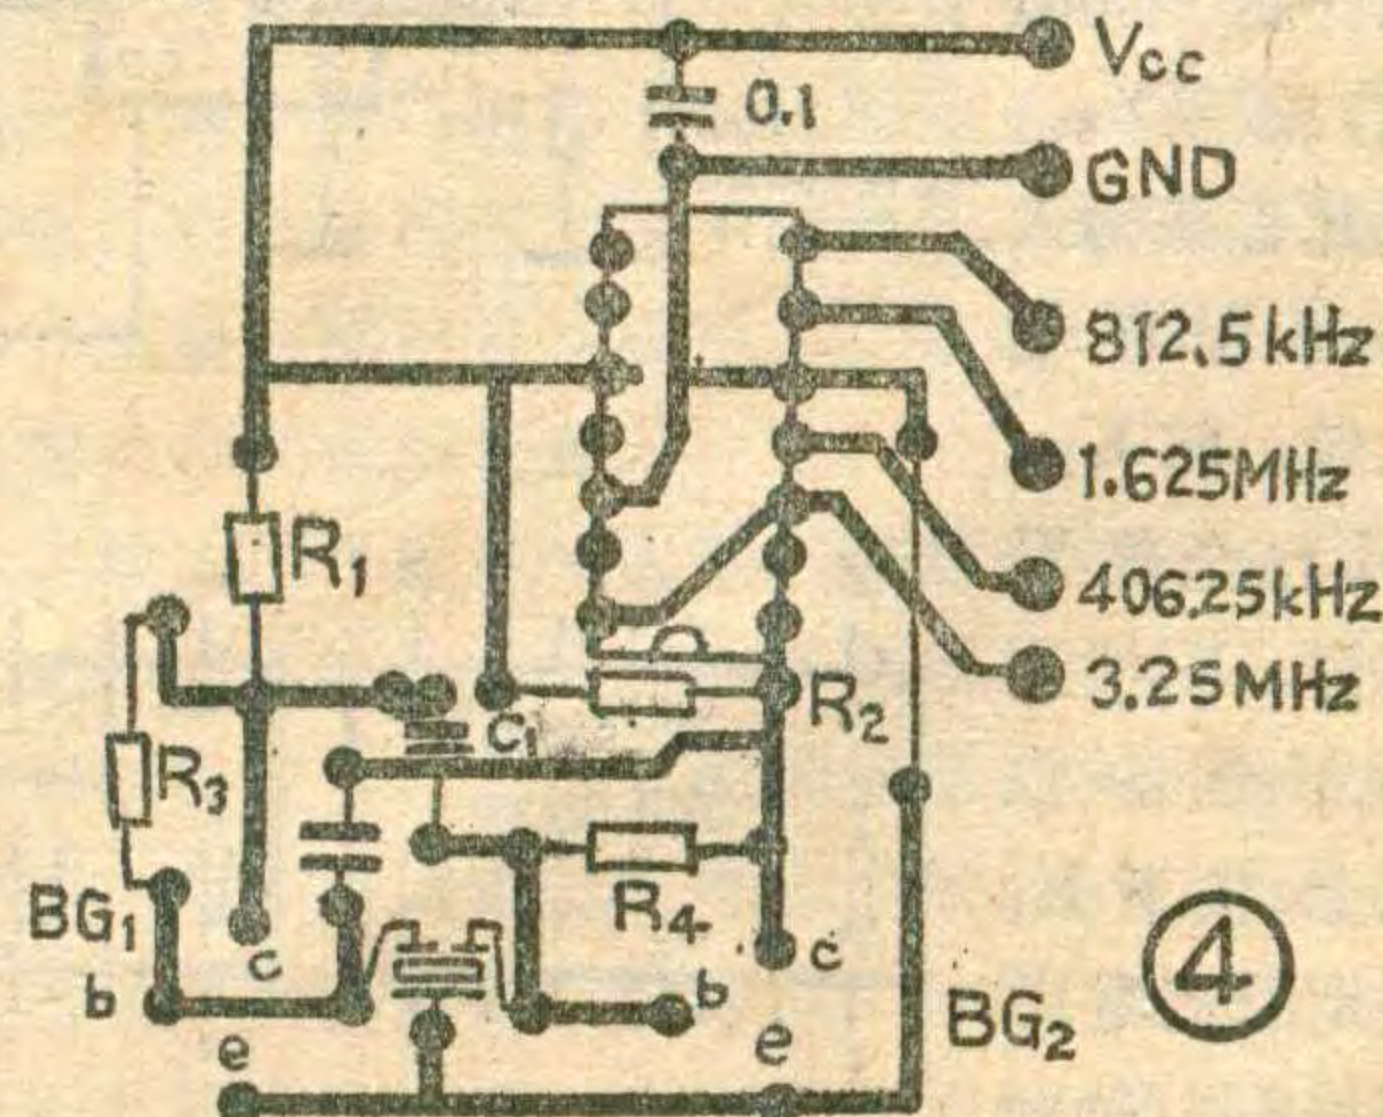 Vcc
0.1
GND
812.5kHz
1.625MHz
R₁
406.25kHz
3.25MHz
R₂
C₁
R₃
R₄
BG₁
c
c
b
b
④
BG₂
e
e